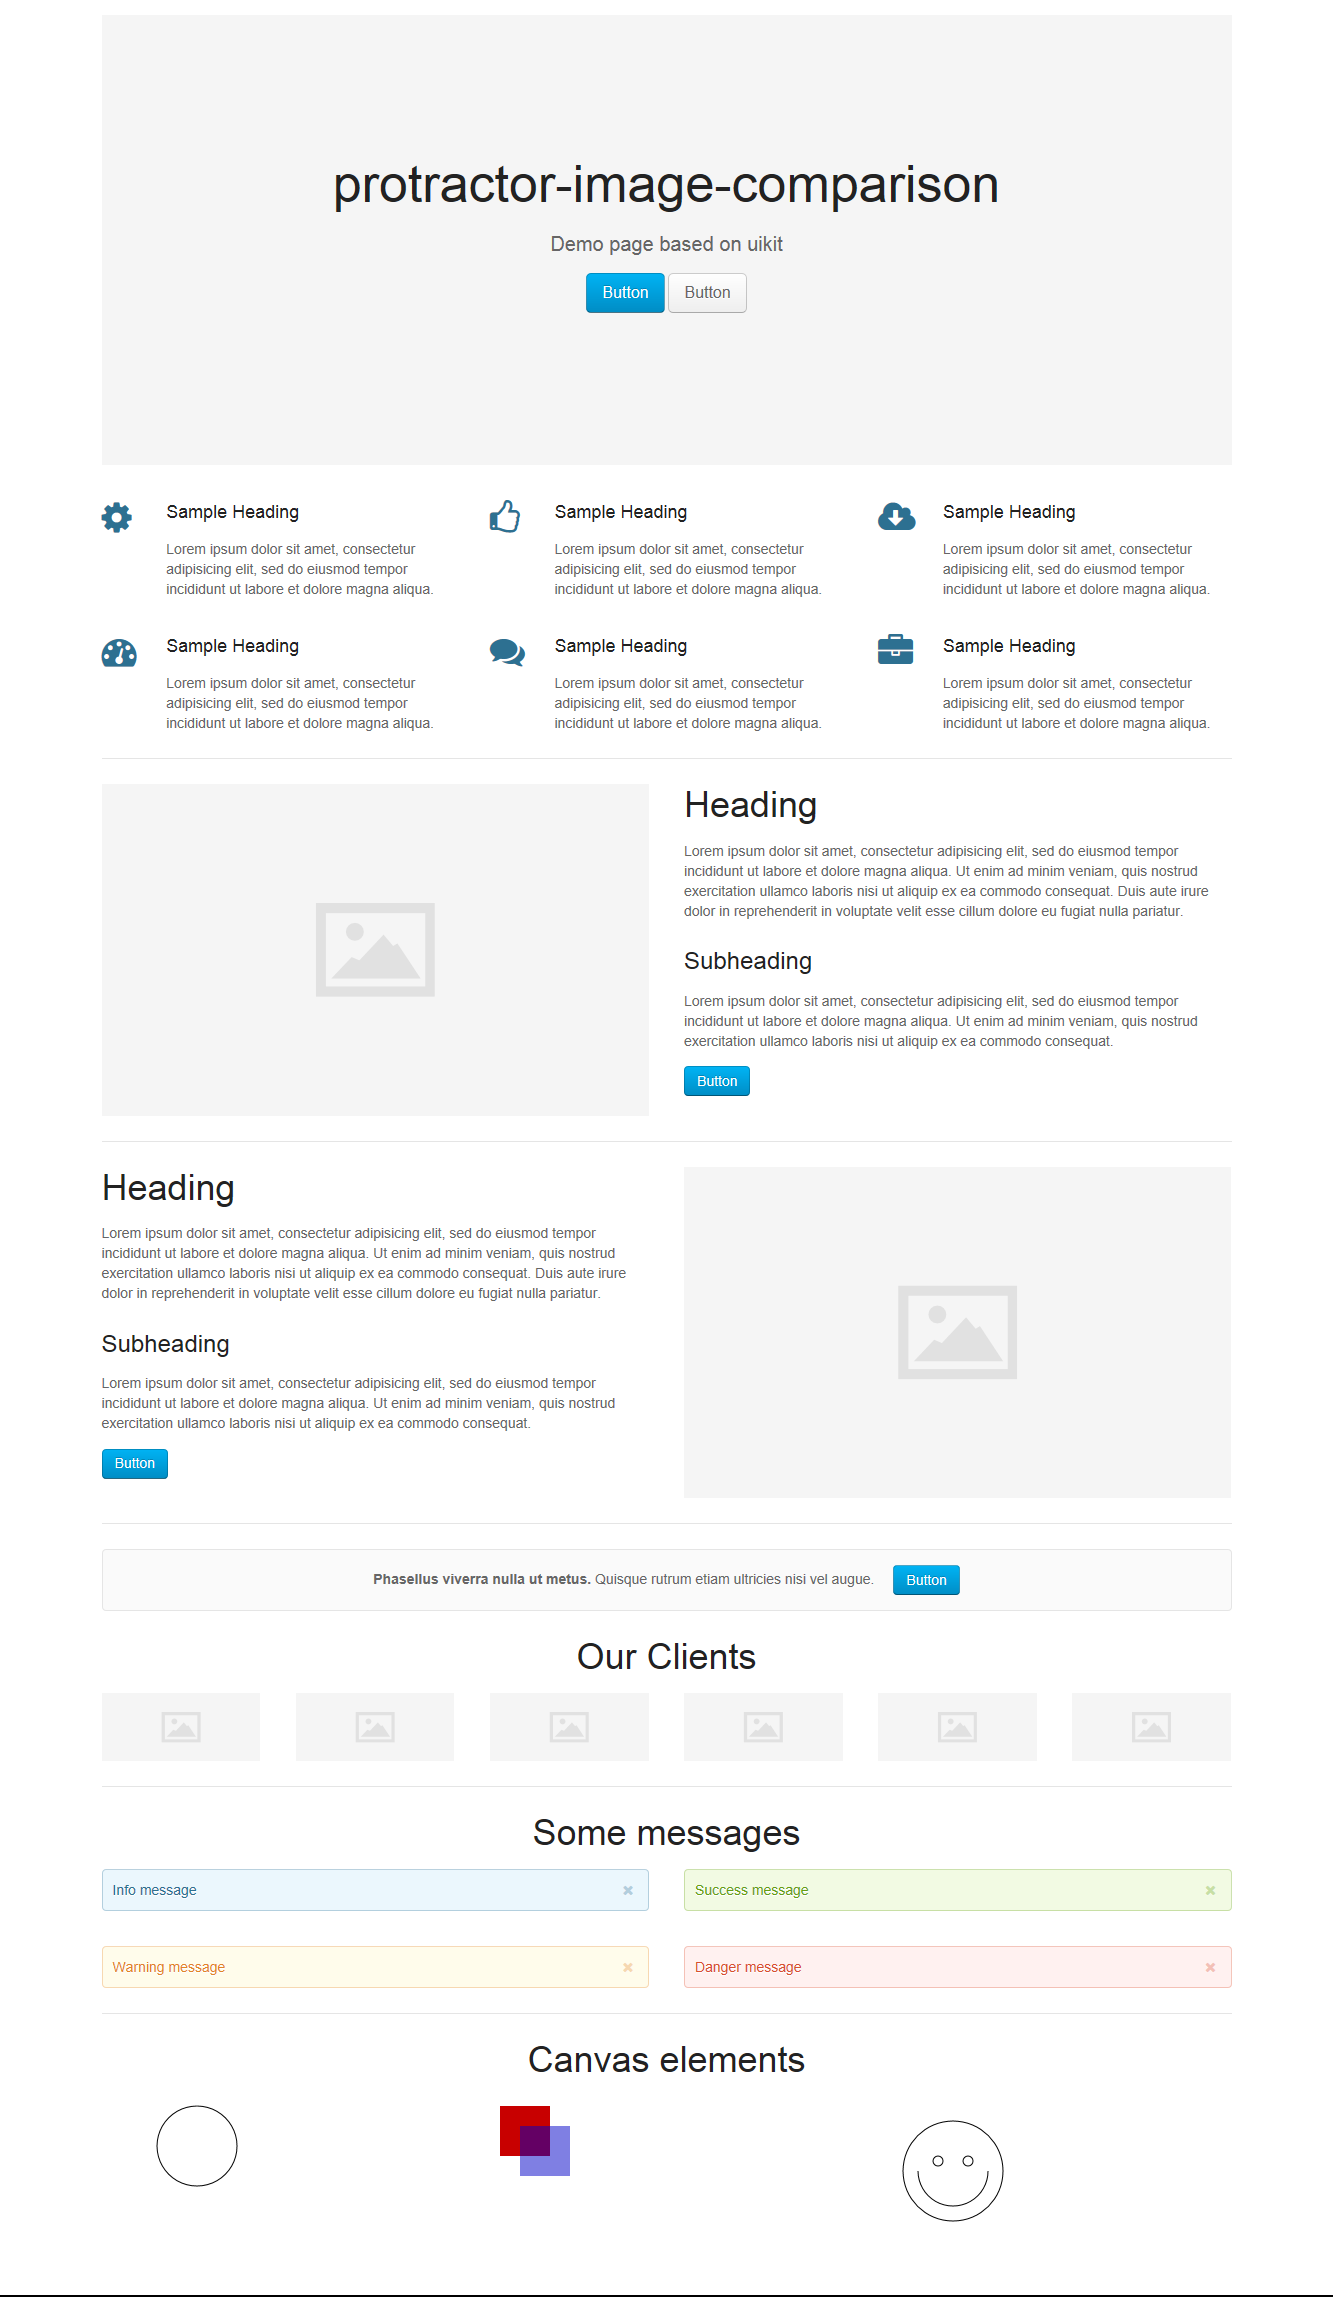 protractor-image-comparison
Demo page based on uikit
Button Button
Sample Heading
Lorem ipsum dolor sit amet, consectetur
adipisicing elit, sed do eiusmod tempor
incididunt ut labore et dolore magna aliqua.
Sample Heading
Lorem ipsum dolor sit amet, consectetur
adipisicing elit, sed do eiusmod tempor
incididunt ut labore et dolore magna aliqua.
Sample Heading
Lorem ipsum dolor sit amet, consectetur
adipisicing elit, sed do eiusmod tempor
incididunt ut labore et dolore magna aliqua.
Sample Heading
Lorem ipsum dolor sit amet, consectetur
adipisicing elit, sed do eiusmod tempor
incididunt ut labore et dolore magna aliqua.
Sample Heading
Lorem ipsum dolor sit amet, consectetur
adipisicing elit, sed do eiusmod tempor
incididunt ut labore et dolore magna aliqua.
Sample Heading
Lorem ipsum dolor sit amet, consectetur
adipisicing elit, sed do eiusmod tempor
incididunt ut labore et dolore magna aliqua.
Heading
Lorem ipsum dolor sit amet, consectetur adipisicing elit, sed do eiusmod tempor
incididunt ut labore et dolore magna aliqua. Ut enim ad minim veniam, quis nostrud
exercitation ullamco laboris nisi ut aliquip ex ea commodo consequat. Duis aute irure
dolor in reprehenderit in voluptate velit esse cillum dolore eu fugiat nulla pariatur.
Subheading
Lorem ipsum dolor sit amet, consectetur adipisicing elit, sed do eiusmod tempor
incididunt ut labore et dolore magna aliqua. Ut enim ad minim veniam, quis nostrud
exercitation ullamco laboris nisi ut aliquip ex ea commodo consequat.
Button
Heading
Lorem ipsum dolor sit amet, consectetur adipisicing elit, sed do eiusmod tempor
incididunt ut labore et dolore magna aliqua. Ut enim ad minim veniam, quis nostrud
exercitation ullamco laboris nisi ut aliquip ex ea commodo consequat. Duis aute irure
dolor in reprehenderit in voluptate velit esse cillum dolore eu fugiat nulla pariatur.
Subheading
Lorem ipsum dolor sit amet, consectetur adipisicing elit, sed do eiusmod tempor
incididunt ut labore et dolore magna aliqua. Ut enim ad minim veniam, quis nostrud
exercitation ullamco laboris nisi ut aliquip ex ea commodo consequat.
Button
Phasellus viverra nulla ut metus. Quisque rutrum etiam ultricies nisi vel augue. Button
Our Clients
Some messages
Info message
Success message
Warning message
Danger message
Canvas elements